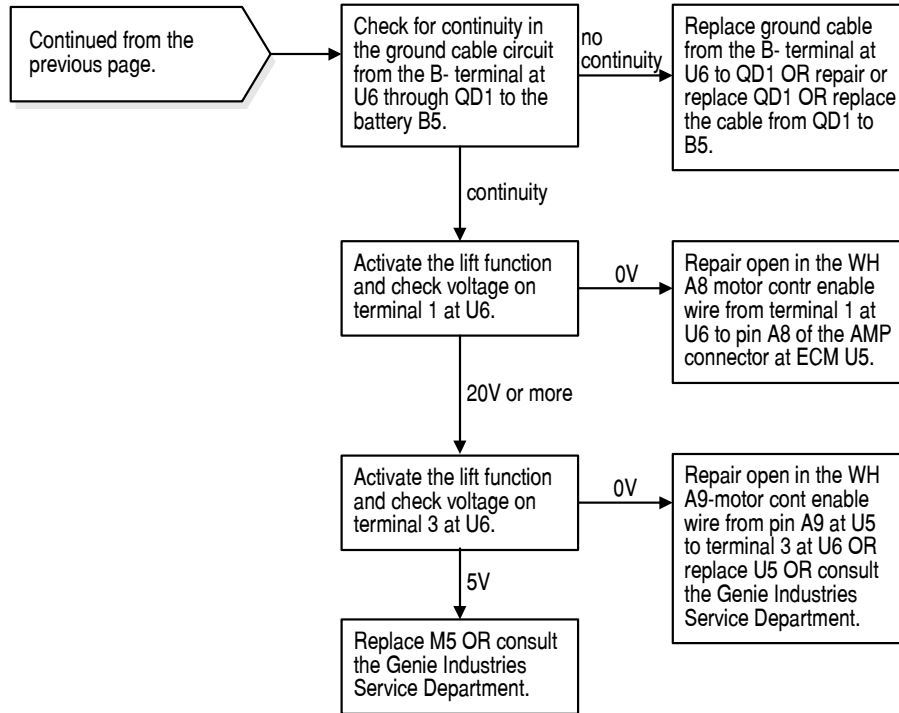 Continued from the
previous page.
Check for continuity in
the ground cable circuit
from the B- terminal at
U6 through QD1 to the
battery B5.
no
continuity
Replace ground cable
from the B- terminal at
U6 to QD1 OR repair or
replace QD1 OR replace
the cable from QD1 to
B5.
continuity
Activate the lift function
and check voltage on
terminal 1 at U6.
0V
Repair open in the WH
A8 motor contr enable
wire from terminal 1 at
U6 to pin A8 of the AMP
connector at ECM U5.
20V or more
Activate the lift function
and check voltage on
terminal 3 at U6.
0V
Repair open in the WH
A9-motor cont enable
wire from pin A9 at U5
to terminal 3 at U6 OR
replace U5 OR consult
the Genie Industries
Service Department.
5V
Replace M5 OR consult
the Genie Industries
Service Department.